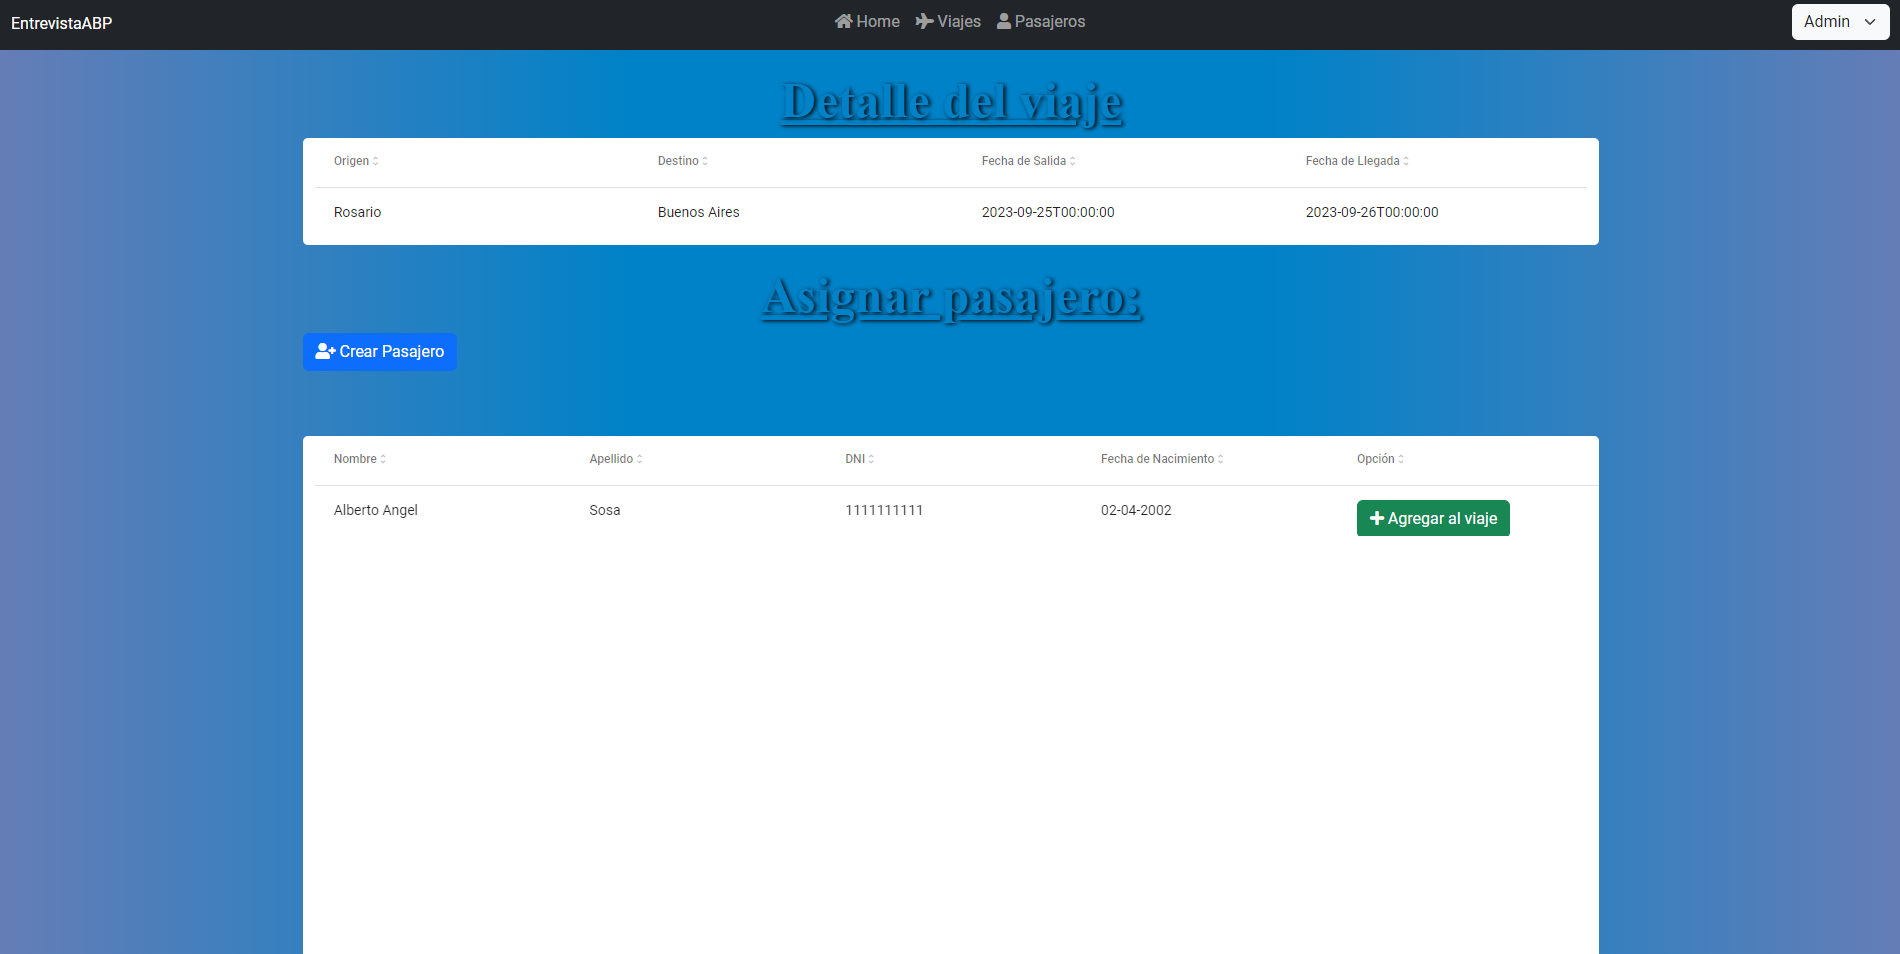 EntrevistaABP Home Viajes Pasajeros Admin
Detalle del viaje
Origen Destino Fecha de Salida Fecha de Llegada
Rosario Buenos Aires 2023-09-25T00:00:00 2023-09-26T00:00:00
Asignar pasajero:
Crear Pasajero
Nombre Apellido DNI Fecha de Nacimiento Opción
Alberto Angel Sosa 1111111111 02-04-2002 Agregar al viaje